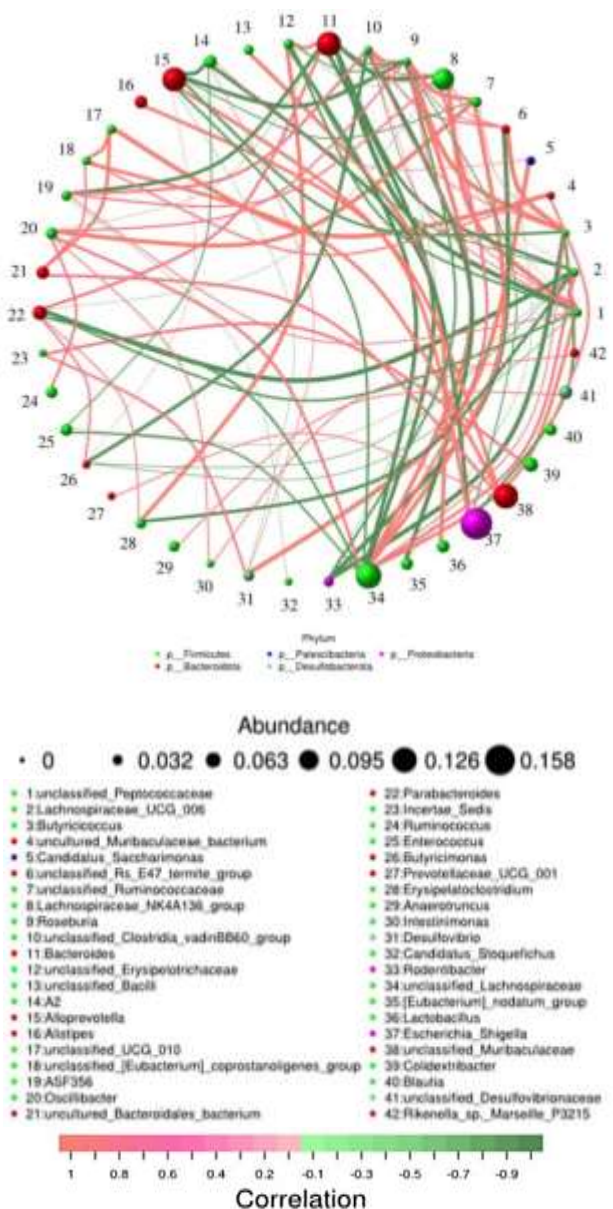 11
12
10
13
9
14
8
15
7
16
6
17
5
18
4
19
3
20
2
21
1
22
42
23
41
24
40
25
39
26
38
27
37
28
36
29
35
30
34
31
33
32
Phylum
p__Firmicutes
p__Patescibacteria
p__Proteobacteria
p__Bacteroidota
p__Desulfobacterota
Abundance
0 0.032 0.063 0.095 0.126 0.158
1:unclassified_Peptococcaceae
2:Lachnospiraceae_UCG_006
3:Butyricicoccus
4:uncultured_Muribaculaceae_bacterium
5:Candidatus_Saccharimonas
6:unclassified_Rs_E47_termite_group
7:unclassified_Ruminococcaceae
8:Lachnospiraceae_NK4A136_group
9:Roseburia
10:unclassified_Clostridia_vadinBB60_group
11:Bacteroides
12:unclassified_Erysipelotrichaceae
13:unclassified_Bacilli
14:A2
15:Alloprevotella
16:Alistipes
17:unclassified_UCG_010
18:unclassified_[Eubacterium]_coprostanoligenes_group
19:ASF356
20:Oscillibacter
21:uncultured_Bacteroidales_bacterium
22:Parabacteroides
23:Incertae_Sedis
24:Ruminococcus
25:Enterococcus
26:Butyricimonas
27:Prevotellaceae_UCG_001
28:Erysipelatoclostridium
29:Anaerotruncus
30:Intestinimonas
31:Desulfovibrio
32:Candidatus_Stoquefichus
33:Rodentibacter
34:unclassified_Lachnospiraceae
35:[Eubacterium]_nodatum_group
36:Lactobacillus
37:Escherichia_Shigella
38:unclassified_Muribaculaceae
39:Colidextribacter
40:Blautia
41:unclassified_Desulfovibrionaceae
42:Rikenella_sp._Marseille_P3215
1 0.8 0.6 0.4 0.2 -0.1 -0.3 -0.5 -0.7 -0.9
Correlation